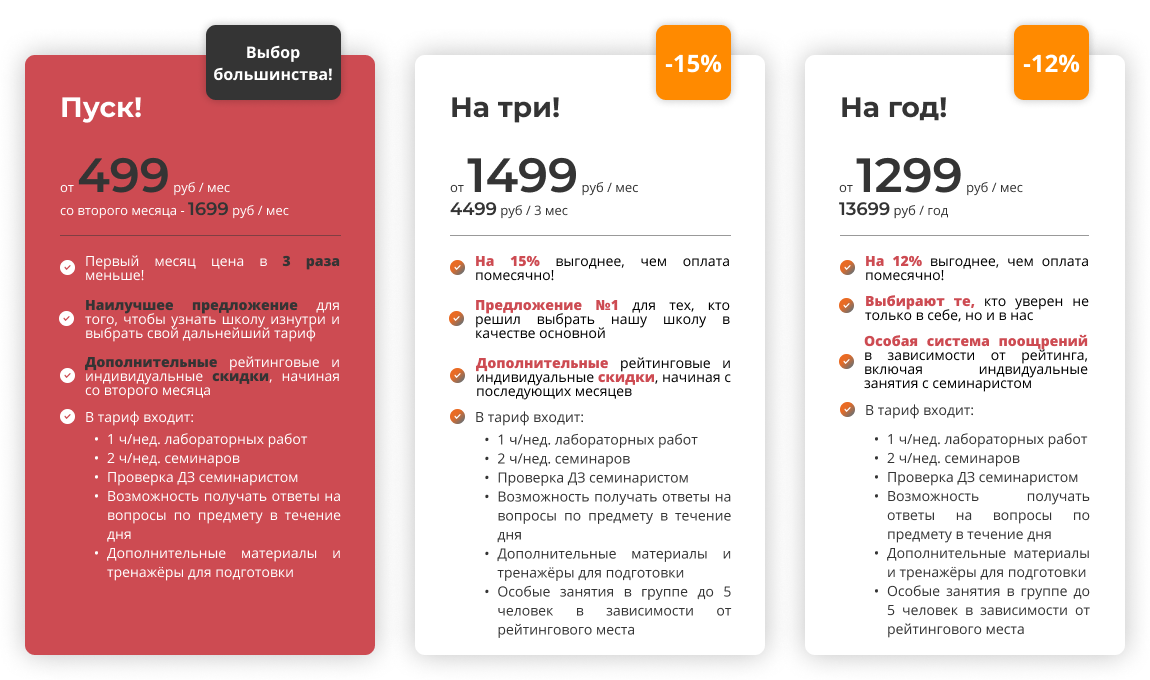 Выбор
большинства!
Пуск!
от 499 руб / мес
со второго месяца - 1699 руб / мес
Первый месяц цена в 3 раза
меньше!
Наилучшее предложение для
того, чтобы узнать школу изнутри и
выбрать свой дальнейший тариф
Дополнительные рейтинговые и
индивидуальные скидки, начиная
со второго месяца
В тариф входит:
• 1 ч/нед. лабораторных работ
• 2 ч/нед. семинаров
• Проверка ДЗ семинаристом
• Возможность получать ответы на
вопросы по предмету в течение
дня
• Дополнительные материалы и
тренажёры для подготовки
-15%
На три!
от 1499 руб / мес
4499 руб / 3 мес
На 15% выгоднее, чем оплата
помесячно!
Предложение №1 для тех, кто
решил выбрать нашу школу в
качестве основной
Дополнительные рейтинговые и
индивидуальные скидки, начиная с
последующих месяцев
В тариф входит:
• 1 ч/нед. лабораторных работ
• 2 ч/нед. семинаров
• Проверка ДЗ семинаристом
• Возможность получать ответы на
вопросы по предмету в течение
дня
• Дополнительные материалы и
тренажёры для подготовки
• Особые занятия в группе до 5
человек в зависимости от
рейтингового места
-12%
На год!
от 1299 руб / мес
13699 руб / год
На 12% выгоднее, чем оплата
помесячно!
Выбирают те, кто уверен не
только в себе, но и в нас
Особая система поощрений
в зависимости от рейтинга,
включая индвидуальные
занятия с семинаристом
В тариф входит:
• 1 ч/нед. лабораторных работ
• 2 ч/нед. семинаров
• Проверка ДЗ семинаристом
• Возможность получать
ответы на вопросы по
предмету в течение дня
• Дополнительные материалы
и тренажёры для подготовки
• Особые занятия в группе до
5 человек в зависимости от
рейтингового места